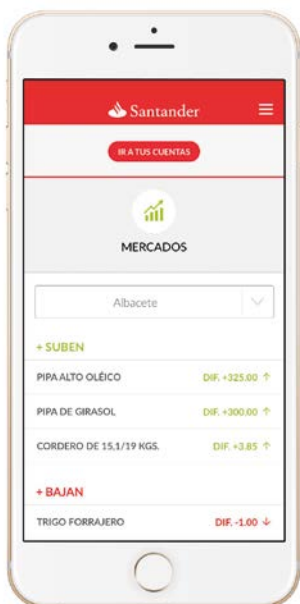 Santander
IR A TUS CUENTAS
MERCADOS
Albacete
+ SUBEN
PIPA ALTO OLÉICO DIF. +325.00 ↑
PIPA DE GIRASOL DIF. +300.00 ↑
CORDERO DE 15,1/19 KGS. DIF. +3.85 ↑
+ BAJAN
TRIGO FORRAJERO DIF. -1.00 ↓